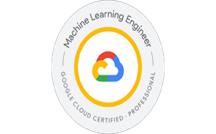 Machine Learning Engineer
GOOGLE CLOUD CERTIFIED · PROFESSIONAL